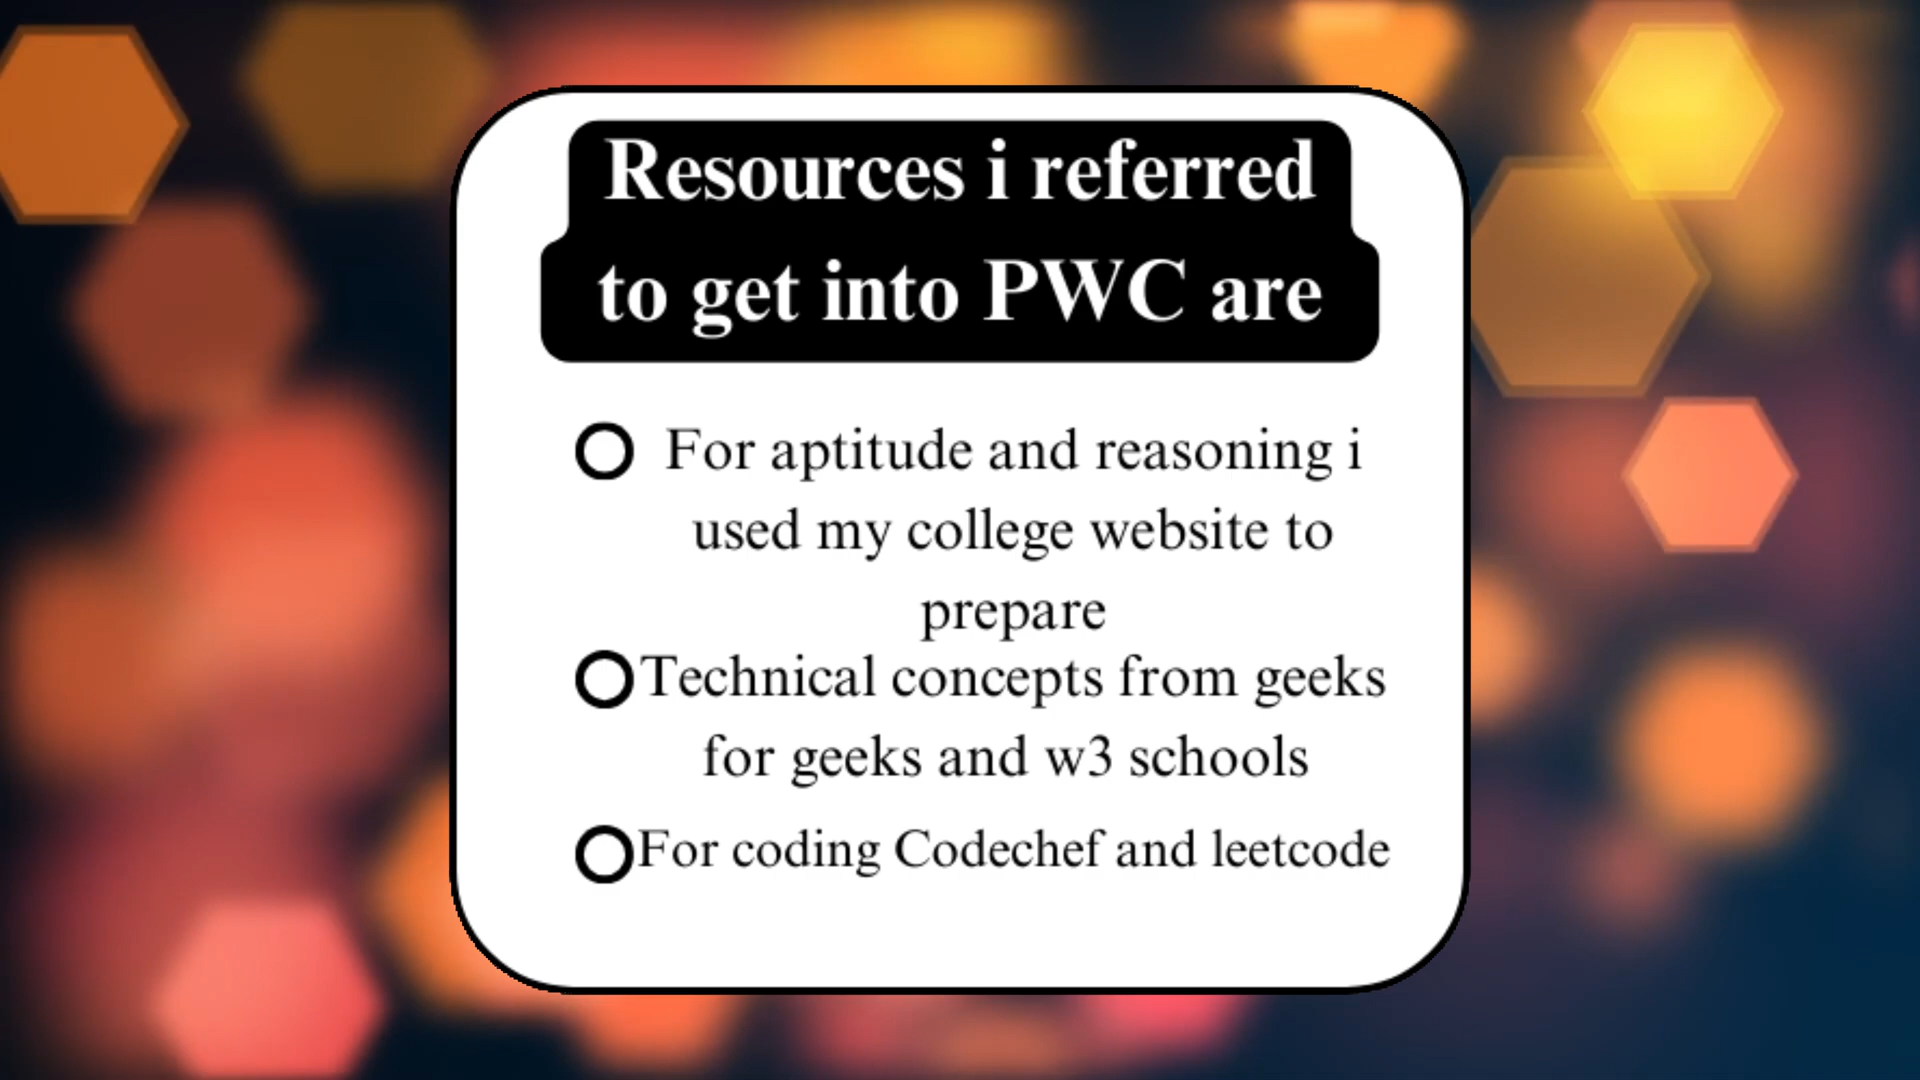 Resources i referred
to get into PWC are
For aptitude and reasoning i
used my college website to
prepare
Technical concepts from geeks
for geeks and w3 schools
For coding Codechef and leetcode